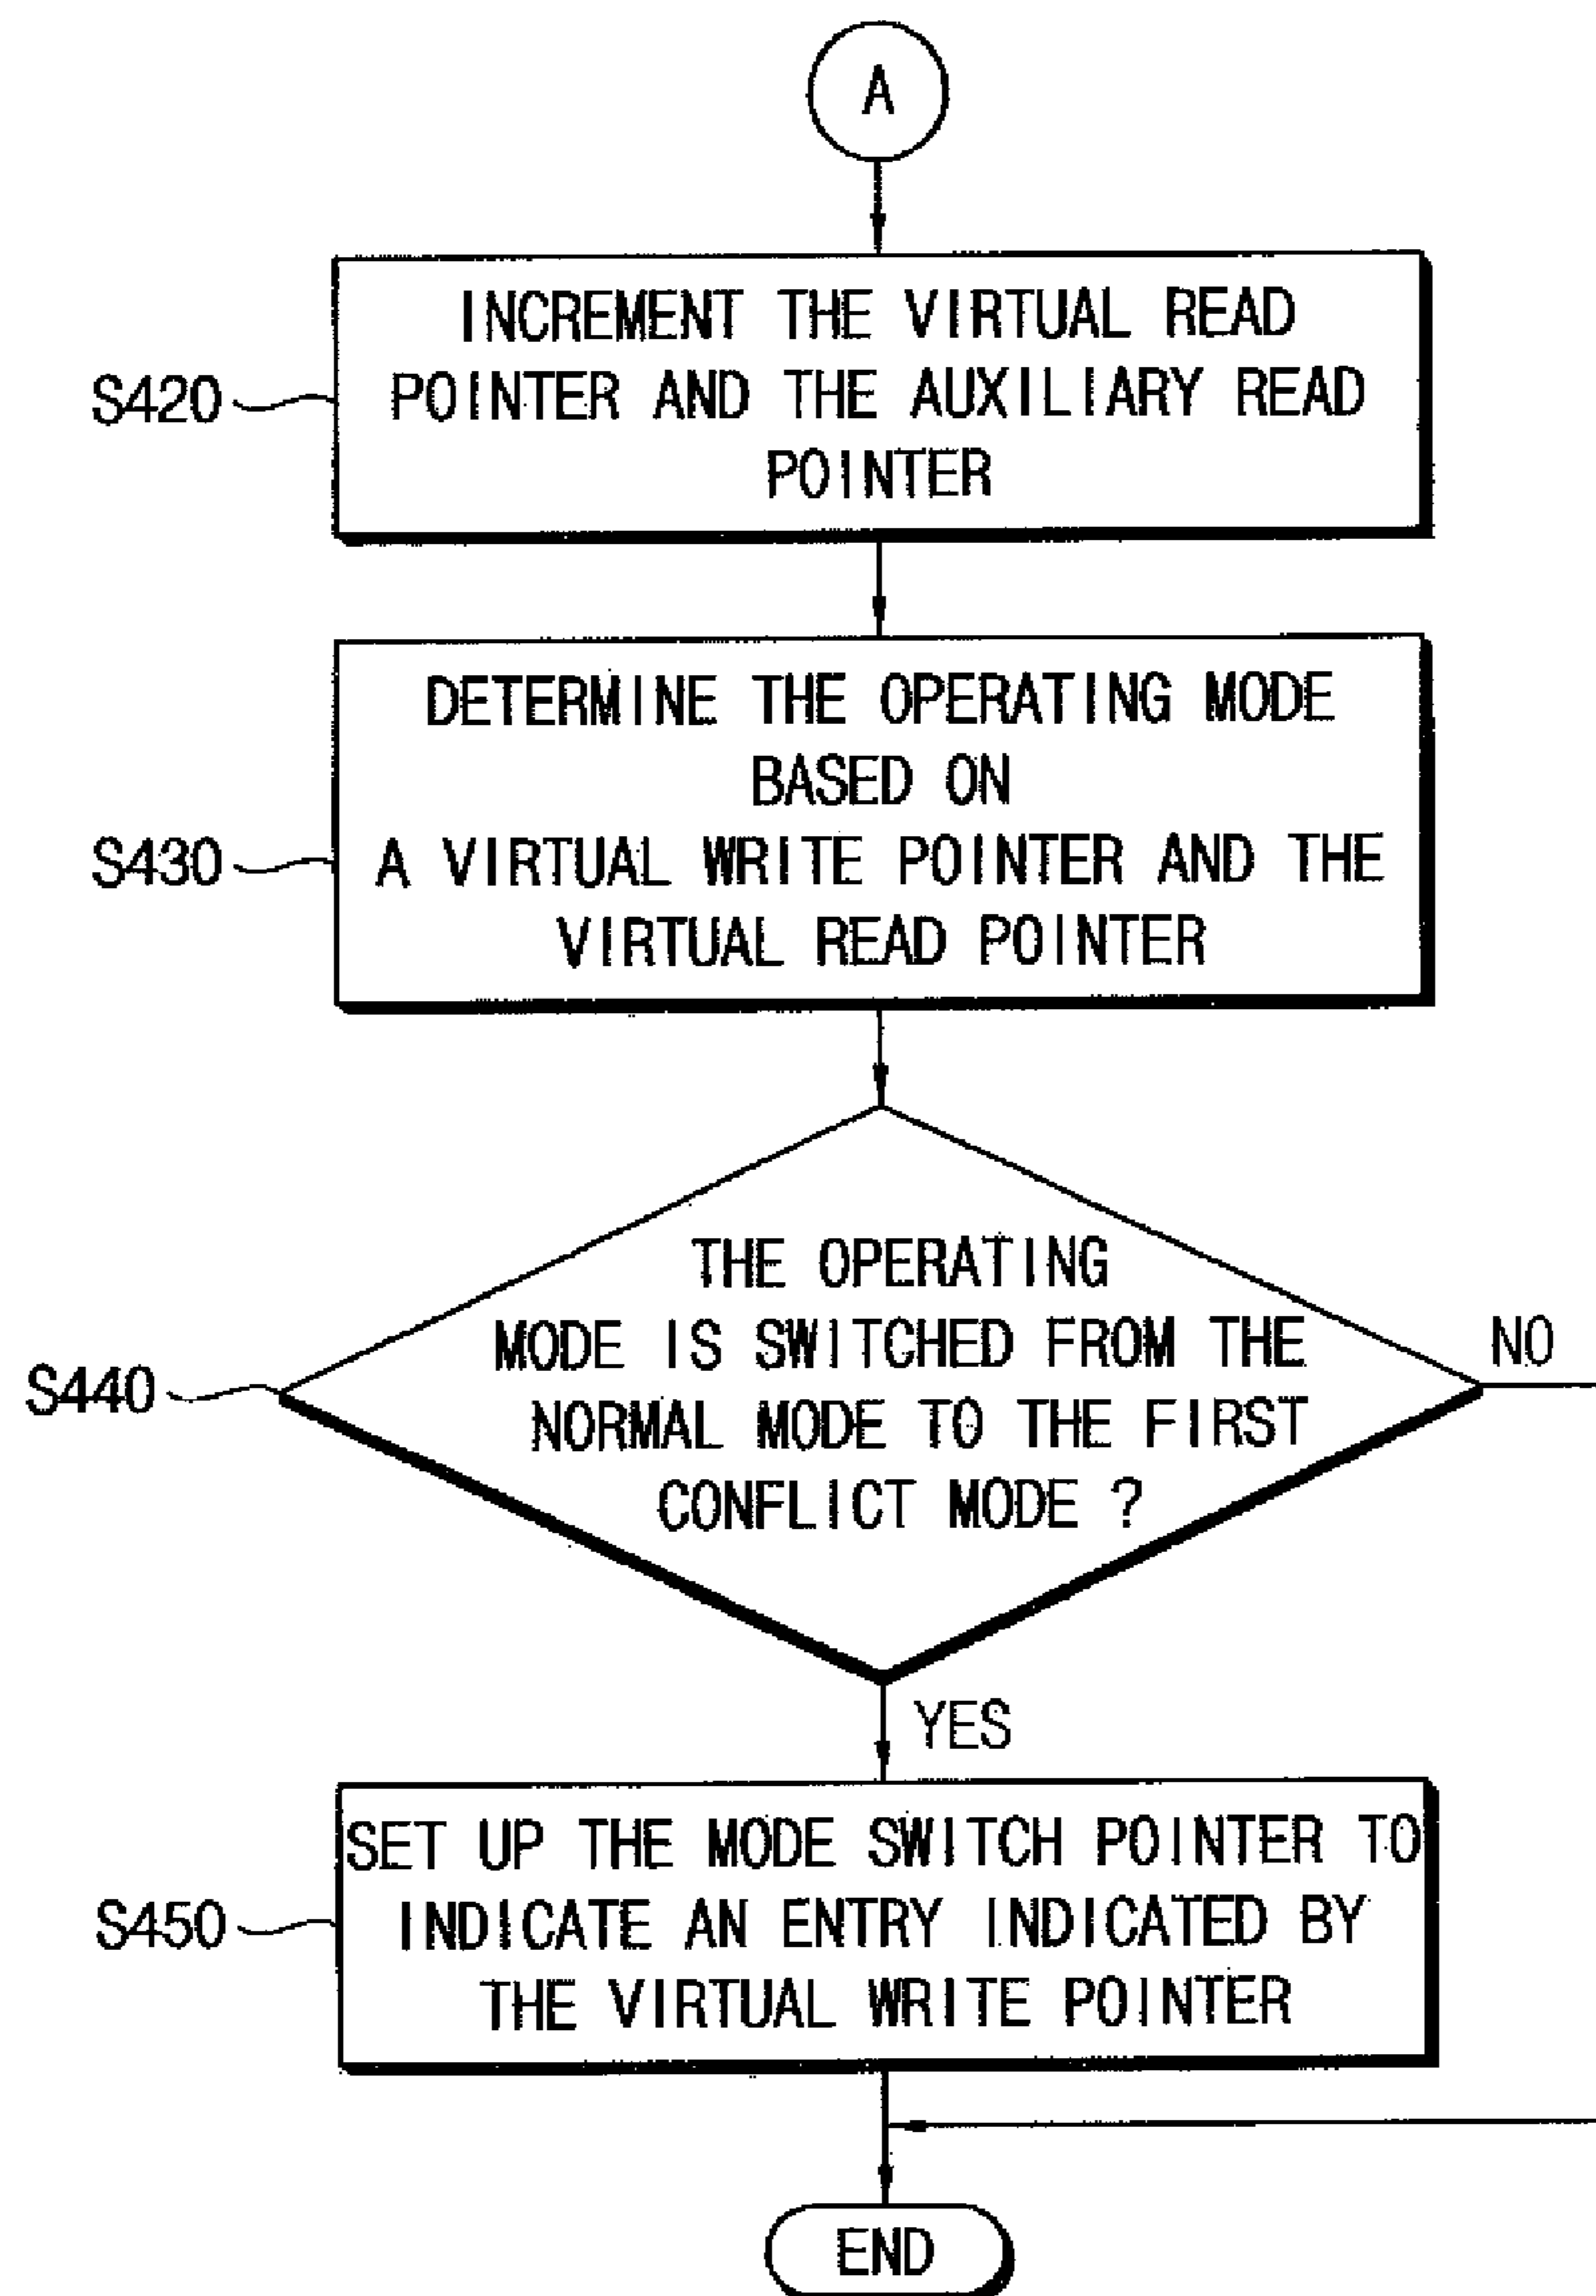 A
INCREMENT THE VIRTUAL READ
POINTER AND THE AUXILIARY READ
POINTER
S420
DETERMINE THE OPERATING MODE
BASED ON
A VIRTUAL WRITE POINTER AND THE
VIRTUAL READ POINTER
S430
THE OPERATING
MODE IS SWITCHED FROM THE
NORMAL MODE TO THE FIRST
CONFLICT MODE ?
S440
NO
YES
SET UP THE MODE SWITCH POINTER TO
INDICATE AN ENTRY INDICATED BY
THE VIRTUAL WRITE POINTER
S450
END